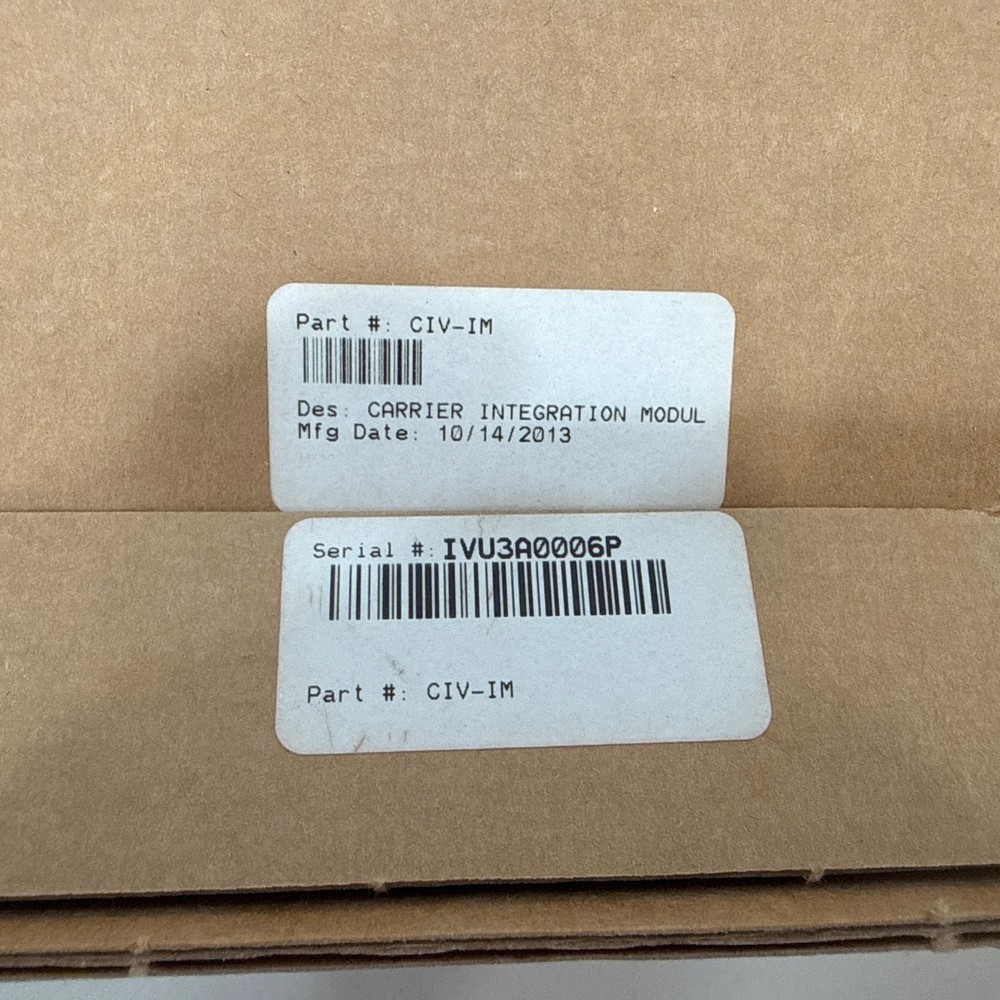 Part #: CIV-IM
Des: CARRIER INTEGRATION MODUL
Mfg Date: 10/14/2013
Serial #: IVU3A0006P
Part #: CIV-IM